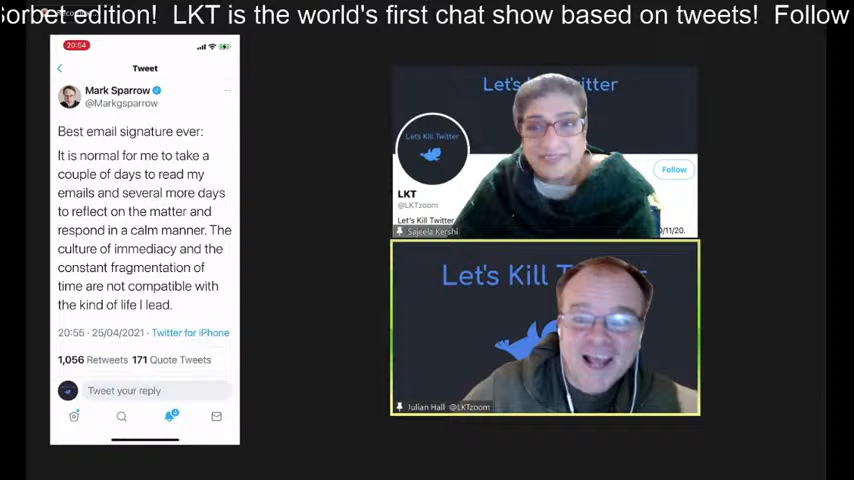 orbet edition! LKT is the world's first chat show based on tweets! Follow
20:54
Tweet
Mark Sparrow
@Markgsparrow
Best email signature ever:
It is normal for me to take a
couple of days to read my
emails and several more days
to reflect on the matter and
respond in a calm manner. The
culture of immediacy and the
constant fragmentation of
time are not compatible with
the kind of life I lead.
20:55 · 25/04/2021 · Twitter for iPhone
1,056 Retweets 171 Quote Tweets
Tweet your reply
Let's
Let's Kill Twitter
Follow
LKT
@LKTzoom
Let's Kill Twitter
/11/20.
Sajeela Kershi
Let's Kill
Julian Hall @LKTzoom